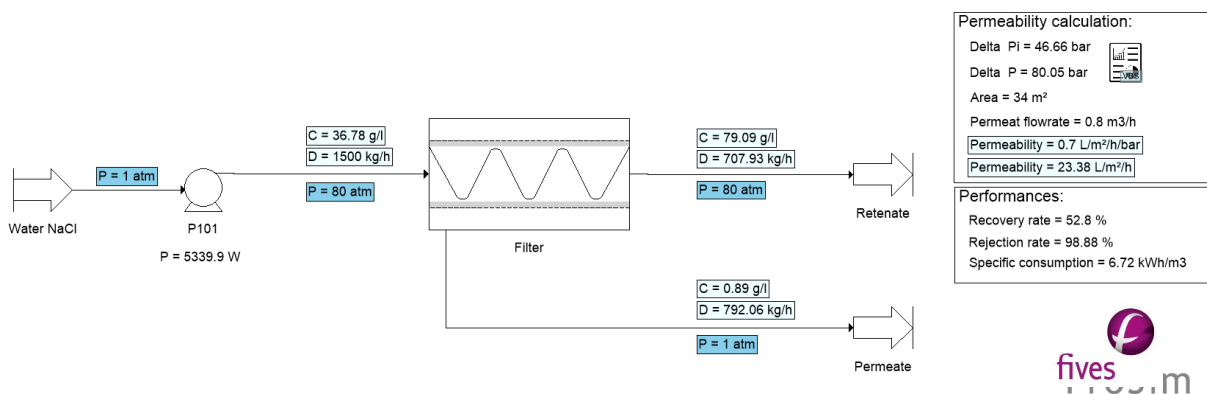 Water NaCl
P = 1 atm
P101
P = 5339.9 W
C = 36.78 g/l
D = 1500 kg/h
P = 80 atm
Filter
C = 79.09 g/l
D = 707.93 kg/h
P = 80 atm
Retenate
C = 0.89 g/l
D = 792.06 kg/h
P = 1 atm
Permeate
Permeability calculation:
Delta Pi = 46.66 bar
Delta P = 80.05 bar
VBS
Area = 34 m²
Permeat flowrate = 0.8 m3/h
Permeability = 0.7 L/m²/h/bar
Permeability = 23.38 L/m²/h
Performances:
Recovery rate = 52.8 %
Rejection rate = 98.88 %
Specific consumption = 6.72 kWh/m3
fives